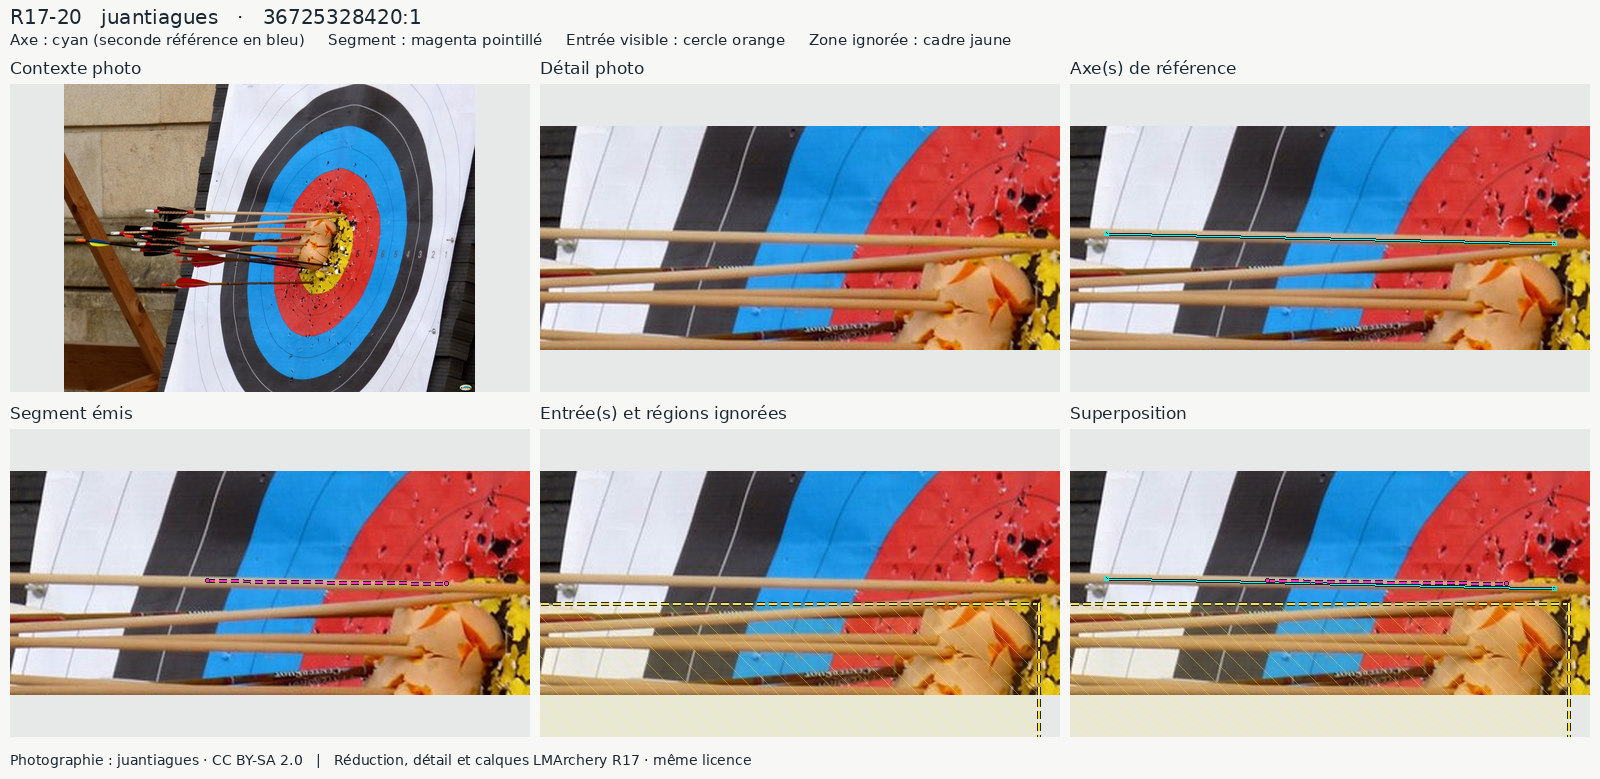 R17-20 juantiagues · 36725328420:1
Axe : cyan (seconde référence en bleu) Segment : magenta pointillé Entrée visible : cercle orange Zone ignorée : cadre jaune
Contexte photo
Détail photo
Axe(s) de référence
Segment émis
Entrée(s) et régions ignorées
Superposition
Photographie : juantiagues · CC BY-SA 2.0 | Réduction, détail et calques LMArchery R17 · même licence